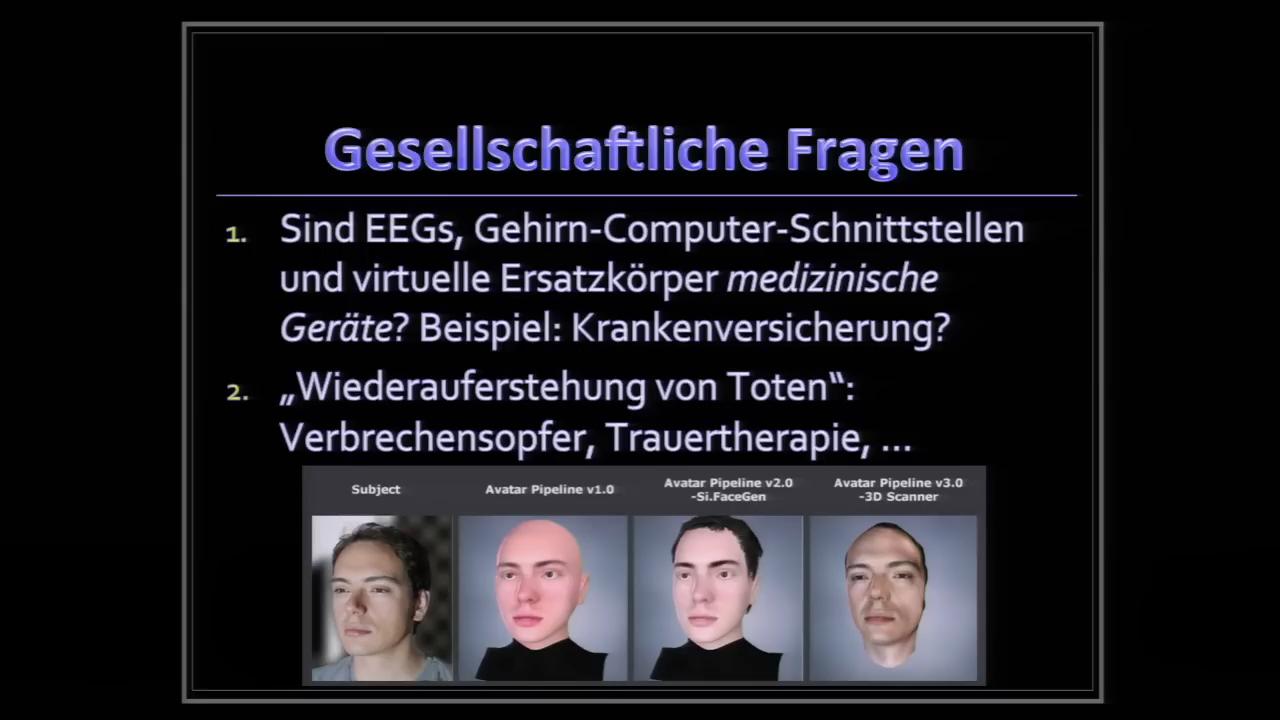 Gesellschaftliche Fragen
1. Sind EEGs, Gehirn-Computer-Schnittstellen
und virtuelle Ersatzkörper medizinische
Geräte? Beispiel: Krankenversicherung?
2. „Wiederauferstehung von Toten“:
Verbrechensopfer, Trauertherapie, ...
Subject
Avatar Pipeline v1.0
Avatar Pipeline v2.0
-Si.FaceGen
Avatar Pipeline v3.0
-3D Scanner